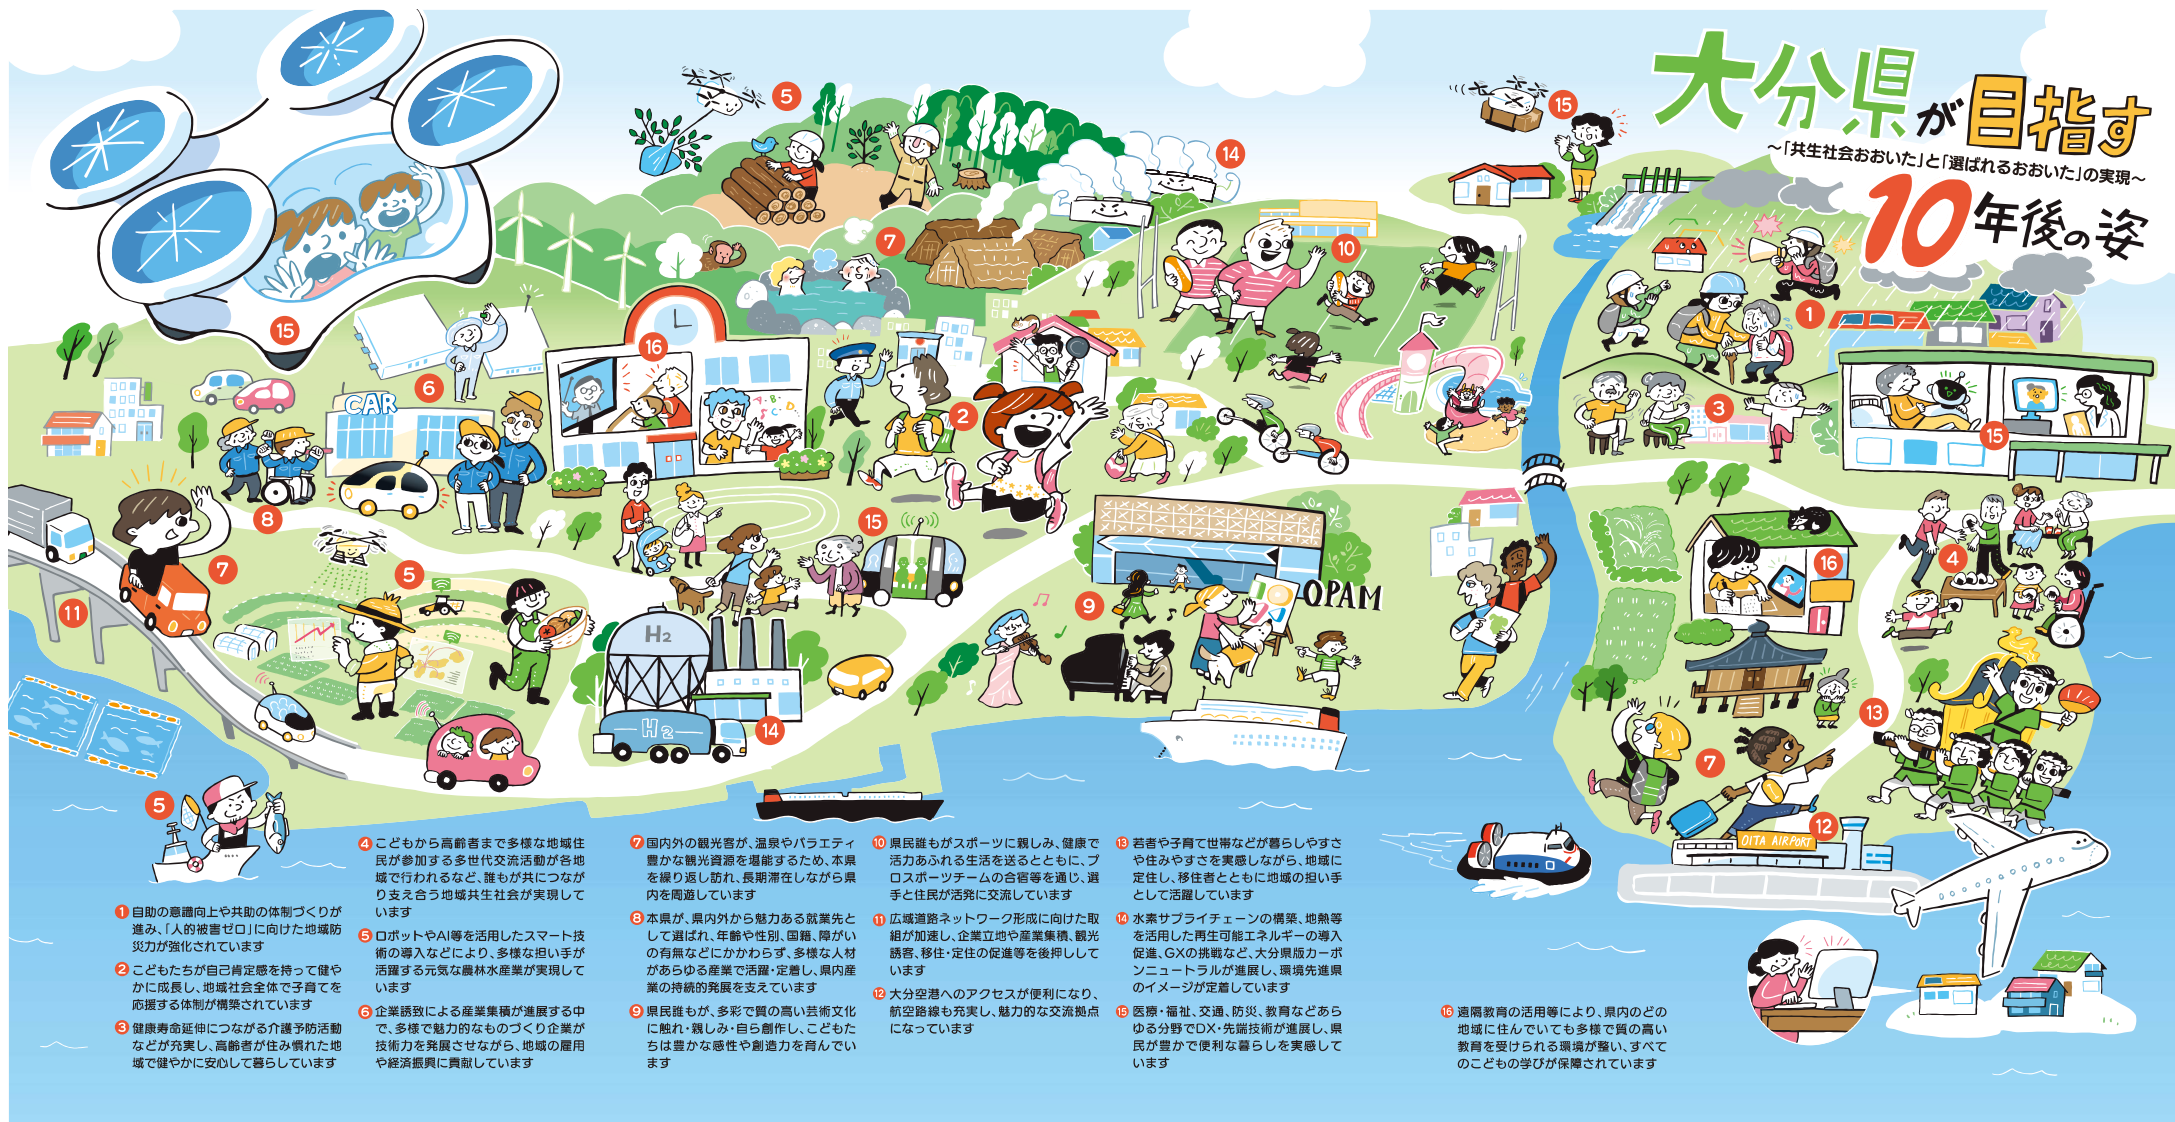 大分県が目指す
～「共生社会おおいた」と「選ばれるおおいた」の実現～
10年後の姿
5
15
14
7
10
15
16
6
1
2
3
15
CAR
A・B・
C・D・
8
7
15
5
11
4
16
9
OPAM
H2
H2
14
13
7
12
OITA AIRPORT
5
1 自助の意識向上や共助の体制づくりが
進み、「人的被害ゼロ」に向けた地域防
災力が強化されています
2 こどもたちが自己肯定感を持って健や
かに成長し、地域社会全体で子育てを
応援する体制が構築されています
3 健康寿命延伸につながる介護予防活動
などが充実し、高齢者が住み慣れた地
域で健やかに安心して暮らしています
4 こどもから高齢者まで多様な地域住
民が参加する多世代交流活動が各地
域で行われるなど、誰もが共につなが
り支え合う地域共生社会が実現して
います
5 ロボットやAI等を活用したスマート技
術の導入などにより、多様な担い手が
活躍する元気な農林水産業が実現して
います
6 企業誘致による産業集積が進展する中
で、多様で魅力的なものづくり企業が
技術力を発展させながら、地域の雇用
や経済振興に貢献しています
7 国内外の観光客が、温泉やバラエティ
豊かな観光資源を堪能するため、本県
を繰り返し訪れ、長期滞在しながら県
内を周遊しています
8 本県が、県内外から魅力ある就業先と
して選ばれ、年齢や性別、国籍、障がい
の有無などにかかわらず、多様な人材
があらゆる産業で活躍・定着し、県内産
業の持続的発展を支えています
9 県民誰もが、多彩で質の高い芸術文化
に触れ・親しみ・自ら創作し、こどもた
ちは豊かな感性や創造力を育んでい
ます
10 県民誰もがスポーツに親しみ、健康で
活力あふれる生活を送るとともに、プ
ロスポーツチームの合宿等を通じ、選
手と住民が活発に交流しています
11 広域道路ネットワーク形成に向けた取
組が加速し、企業立地や産業集積、観光
誘客、移住・定住の促進等を後押しして
います
12 大分空港へのアクセスが便利になり、
航空路線も充実し、魅力的な交流拠点
になっています
13 若者や子育て世帯などが暮らしやすさ
や住みやすさを実感しながら、地域に
定住し、移住者とともに地域の担い手
として活躍しています
14 水素サプライチェーンの構築、地熱等
を活用した再生可能エネルギーの導入
促進、GXの挑戦など、大分県版カーボ
ンニュートラルが進展し、環境先進県
のイメージが定着しています
15 医療・福祉、交通、防災、教育などあら
ゆる分野でDX・先端技術が進展し、県
民が豊かで便利な暮らしを実感して
います
16 遠隔教育の活用等により、県内のどの
地域に住んでいても多様で質の高い
教育を受けられる環境が整い、すべて
のこどもの学びが保障されています